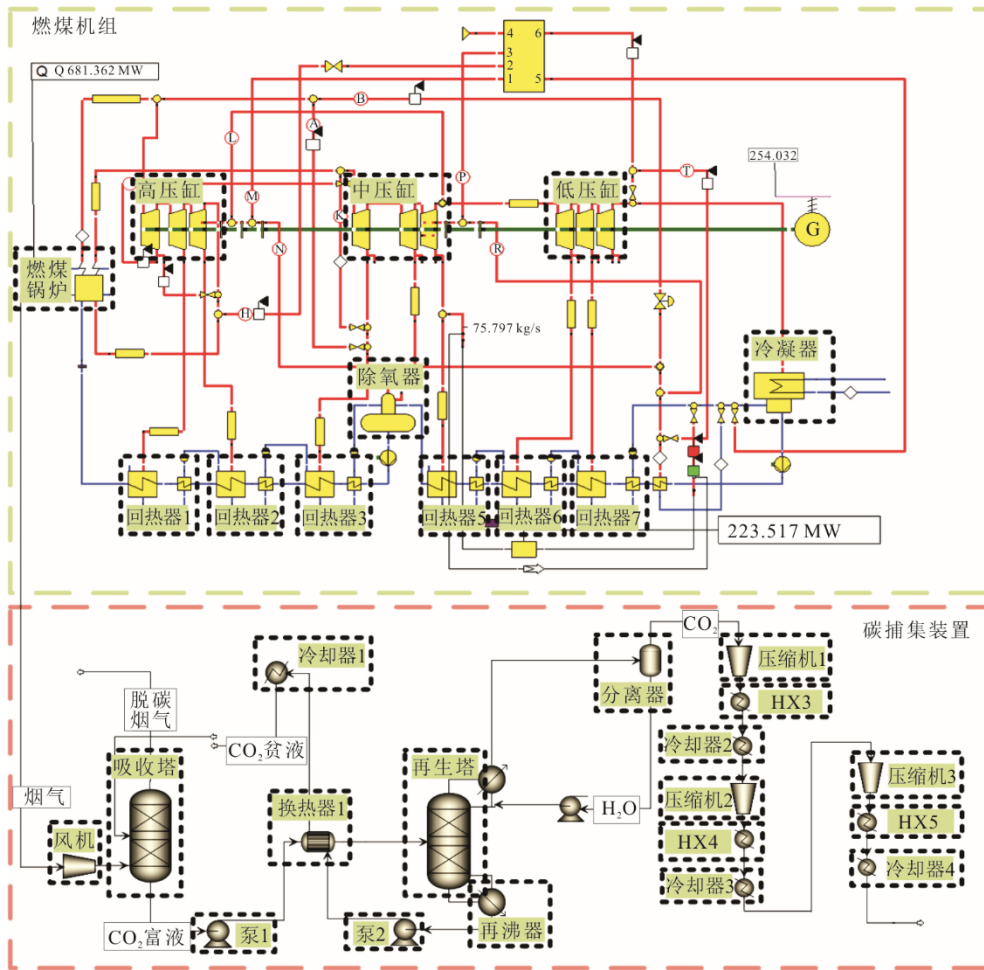 燃煤机组
Q Q 681.362 MW
4
6
3
2
1
5
B
A
L
M
P
T
254.032
高压缸
中压缸
低压缸
K
N
R
G
燃煤
锅炉
H
75.797 kg/s
除氧器
冷凝器
回热器1
回热器2
回热器3
回热器5
回热器6
回热器7
223.517 MW
碳捕集装置
CO₂
压缩机1
冷却器1
分离器
HX3
脱碳
烟气
冷却器2
CO₂贫液
吸收塔
再生塔
压缩机3
烟气
换热器1
H₂O
压缩机2
HX5
风机
HX4
冷却器4
冷却器3
CO₂富液
泵1
泵2
再沸器